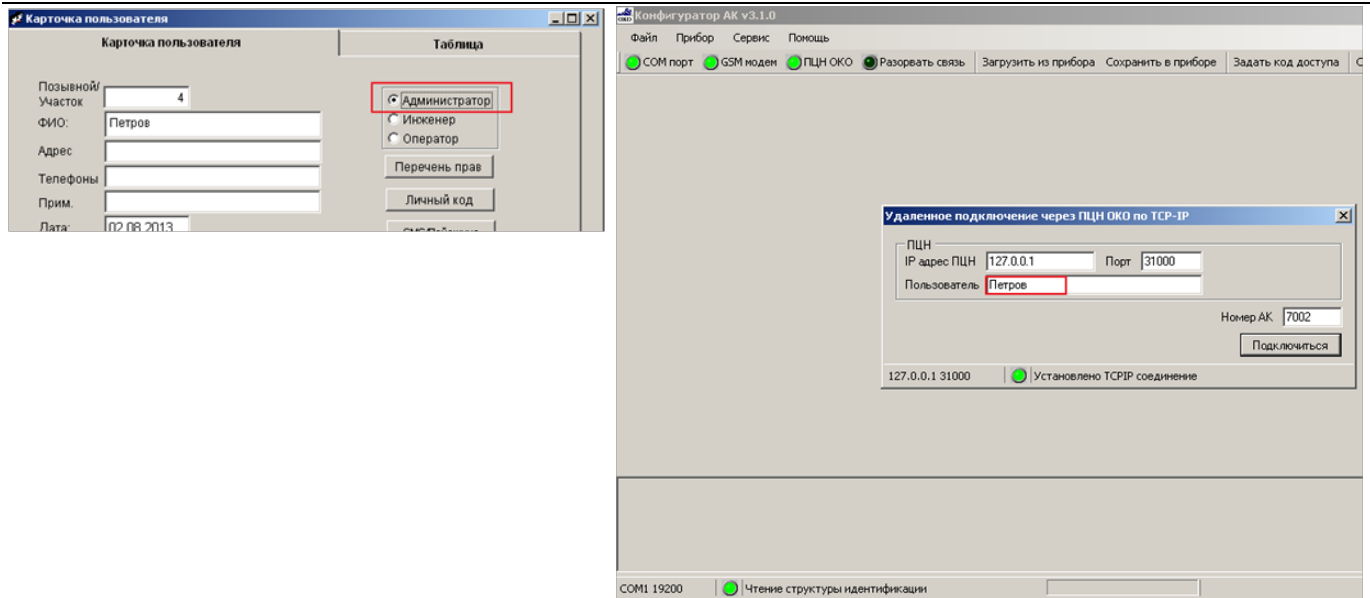 Карточка пользователя
Карточка пользователя
Таблица
Позывной/
Участок
4
Администратор
ФИО:
Петров
Инженер
Оператор
Адрес
Перечень прав
Телефоны
Личный код
Прим.
Дата:
02.08.2013
ОКО
Конфигуратор АК v3.1.0
Файл Прибор Сервис Помощь
COM порт GSM модем ПЦН ОКО Разорвать связь Загрузить из прибора Сохранить в приборе Задать код доступа
Удаленное подключение через ПЦН ОКО по TCP-IP
ПЦН
IP адрес ПЦН 127.0.0.1 Порт 31000
Пользователь Петров
Номер АК 7002
Подключиться
127.0.0.1 31000 Установлено TCPIP соединение
COM1 19200 Чтение структуры идентификации